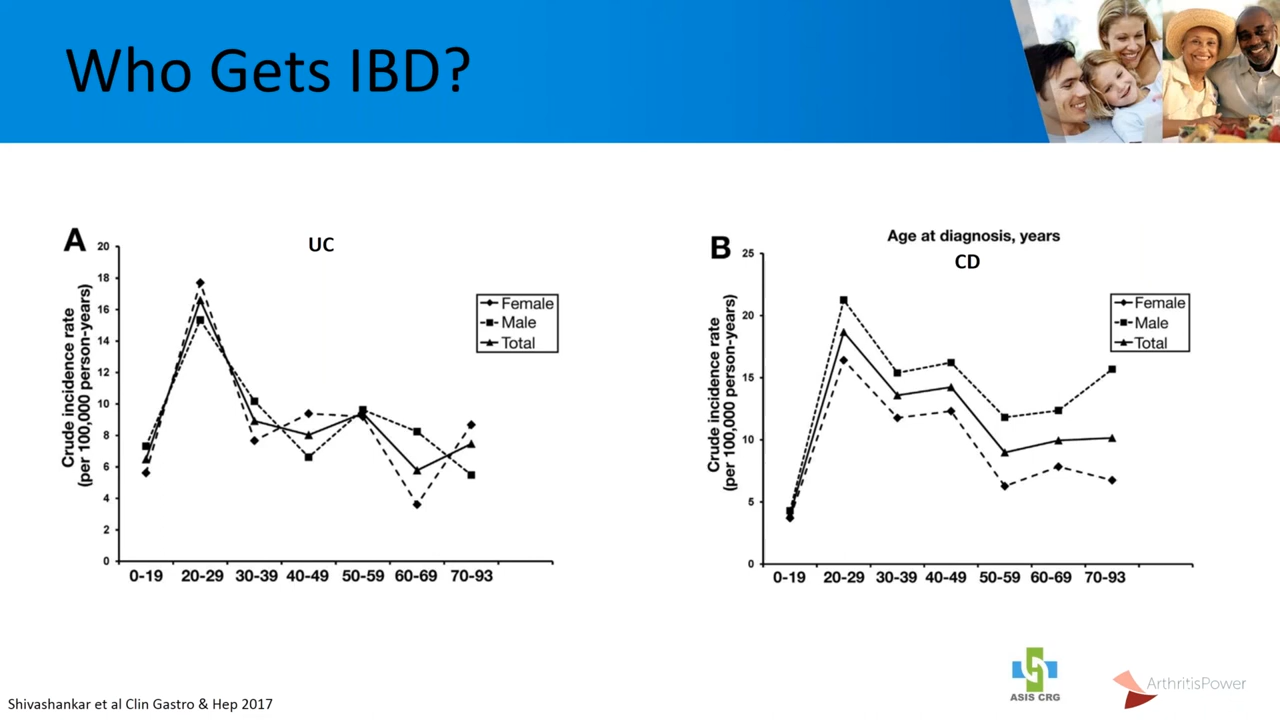 Who Gets IBD?
A
UC
Crude incidence rate
(per 100,000 person-years)
20
18
16
14
12
10
8
6
4
2
0
0-19 20-29 30-39 40-49 50-59 60-69 70-93
Female
Male
Total
B
Age at diagnosis, years
CD
Crude incidence rate
(per 100,000 person-years)
25
20
15
10
5
0
0-19 20-29 30-39 40-49 50-59 60-69 70-93
Female
Male
Total
Shivashankar et al Clin Gastro & Hep 2017
ASIS CRG
ArthritisPower